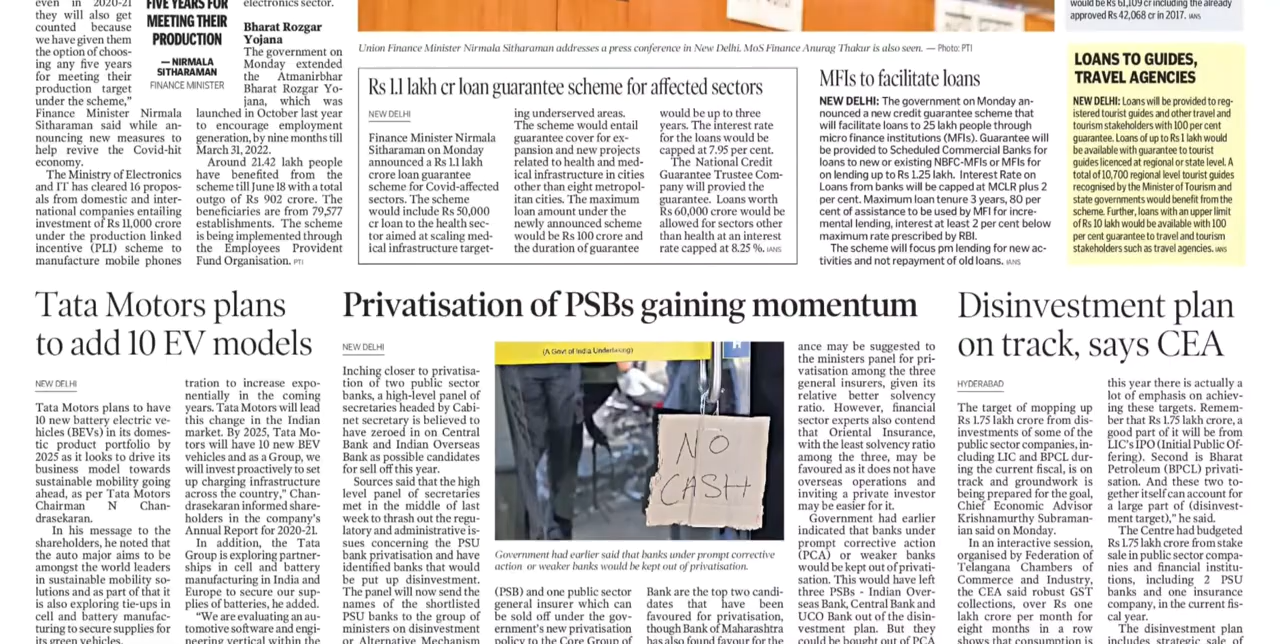 even in 2020-21
they will also get
counted because
we have given them
the option of choos-
ing any five years
for meeting their
production target
under the scheme,"
Finance Minister Nirmala
Sitharaman said while an-
nouncing new measures to
help revive the Covid-hit
economy.
The Ministry of Electronics
and IT has cleared 16 propos-
als from domestic and inter-
national companies entailing
investment of Rs 11,000 crore
under the production linked
incentive (PLI) scheme to
manufacture mobile phones
FIVE YEARS FOR
MEETING THEIR
PRODUCTION
— NIRMALA
SITHARAMAN
FINANCE MINISTER
electronics sector.
Bharat Rozgar
Yojana
The government on
Monday extended
the Atmanirbhar
Bharat Rozgar Yo-
jana, which was
launched in October last year
to encourage employment
generation, by nine months till
March 31, 2022.
Around 21.42 lakh people
have benefited from the
scheme till June 18 with a total
outgo of Rs 902 crore. The
beneficiaries are from 79,577
establishments. The scheme
is being implemented through
the Employees Provident
Fund Organisation. PTI
Union Finance Minister Nirmala Sitharaman addresses a press conference in New Delhi. MoS Finance Anurag Thakur is also seen. — Photo: PTI
Rs 1.1 lakh cr loan guarantee scheme for affected sectors
NEW DELHI
Finance Minister Nirmala
Sitharaman on Monday
announced a Rs 1.1 lakh
crore loan guarantee
scheme for Covid-affected
sectors. The scheme
would include Rs 50,000
cr loan to the health sec-
tor aimed at scaling med-
ical infrastructure target-
ing underserved areas.
The scheme would entail
guarantee cover for ex-
pansion and new projects
related to health and med-
ical infrastructure in cities
other than eight metropol-
itan cities. The maximum
loan amount under the
newly announced scheme
would be Rs 100 crore and
the duration of guarantee
would be up to three
years. The interest rate
for the loans would be
capped at 7.95 per cent.
The National Credit
Guarantee Trustee Com-
pany will provied the
guarantee. Loans worth
Rs 60,000 crore would be
allowed for sectors other
than health at an interest
rate capped at 8.25 %. IANS
MFIs to facilitate loans
NEW DELHI: The government on Monday an-
nounced a new credit guarantee scheme that
will facilitate loans to 25 lakh people through
micro finance institutions (MFIs). Guarantee will
be provided to Scheduled Commercial Banks for
loans to new or existing NBFC-MFIs or MFIs for
on lending up to Rs 1.25 lakh. Interest Rate on
Loans from banks will be capped at MCLR plus 2
per cent. Maximum loan tenure 3 years, 80 per
cent of assistance to be used by MFI for incre-
mental lending, interest at least 2 per cent below
maximum rate prescribed by RBI.
The scheme will focus pm lending for new ac-
tivities and not repayment of old loans. IANS
would be Rs 61,109 cr including the already
approved Rs 42,068 cr in 2017. IANS
LOANS TO GUIDES,
TRAVEL AGENCIES
NEW DELHI: Loans will be provided to reg-
istered tourist guides and other travel and
tourism stakeholders with 100 per cent
guarantee. Loans of up to Rs 1 lakh would
be available with guarantee to tourist
guides licenced at regional or state level. A
total of 10,700 regional level tourist guides
recognised by the Minister of Tourism and
state governments would benefit from the
scheme. Further, loans with an upper limit
of Rs 10 lakh would be available with 100
per cent guarantee to travel and tourism
stakeholders such as travel agencies. IANS
Tata Motors plans
to add 10 EV models
NEW DELHI
Tata Motors plans to have
10 new battery electric ve-
hicles (BEVs) in its domes-
tic product portfolio by
2025 as it looks to drive its
business model towards
sustainable mobility going
ahead, as per Tata Motors
Chairman N Chan-
drasekaran.
In his message to the
shareholders, he noted that
the auto major aims to be
amongst the world leaders
in sustainable mobility so-
lutions and as part of that it
is also exploring tie-ups in
cell and battery manufac-
turing to secure supplies for
its green vehicles.
tration to increase expo-
nentially in the coming
years. Tata Motors will lead
this change in the Indian
market. By 2025, Tata Mo-
tors will have 10 new BEV
vehicles and as a Group, we
will invest proactively to set
up charging infrastructure
across the country," Chan-
drasekaran informed share-
holders in the company's
Annual Report for 2020-21.
In addition, the Tata
Group is exploring partner-
ships in cell and battery
manufacturing in India and
Europe to secure our sup-
plies of batteries, he added.
"We are evaluating an au-
tomotive software and engi-
neering vertical within the
Privatisation of PSBs gaining momentum
NEW DELHI
Inching closer to privatisa-
tion of two public sector
banks, a high-level panel of
secretaries headed by Cabi-
net secretary is believed to
have zeroed in on Central
Bank and Indian Overseas
Bank as possible candidates
for sell off this year.
Sources said that the high
level panel of secretaries
met in the middle of last
week to thrash out the regu-
latory and administrative is-
sues concerning the PSU
bank privatisation and have
identified banks that would
be put up disinvestment.
The panel will now send the
names of the shortlisted
PSU banks to the group of
ministers on disinvestment
or Alternative Mechanism
(A Govt of India Undertaking)
NO
CASH
Government had earlier said that banks under prompt corrective
action or weaker banks would be kept out of privatisation.
(PSB) and one public sector
general insurer which can
be sold off under the gov-
ernment's new privatisation
policy to the Core Group of
Bank are the top two candi-
dates that have been
favoured for privatisation,
though Bank of Maharashtra
has also found favour for the
ance may be suggested to
the ministers panel for pri-
vatisation among the three
general insurers, given its
relative better solvency
ratio. However, financial
sector experts also contend
that Oriental Insurance,
with the least solvency ratio
among the three, may be
favoured as it does not have
overseas operations and
inviting a private investor
may be easier for it.
Government had earlier
indicated that banks under
prompt corrective action
(PCA) or weaker banks
would be kept out of privati-
sation. This would have left
three PSBs - Indian Over-
seas Bank, Central Bank and
UCO Bank out of the disin-
vestment plan. But they
could be bought out of PCA
Disinvestment plan
on track, says CEA
HYDERABAD
The target of mopping up
Rs 1.75 lakh crore from dis-
investments of some of the
public sector companies, in-
cluding LIC and BPCL dur-
ing the current fiscal, is on
track and groundwork is
being prepared for the goal,
Chief Economic Advisor
Krishnamurthy Subraman-
ian said on Monday.
In an interactive session,
organised by Federation of
Telangana Chambers of
Commerce and Industry,
the CEA said robust GST
collections, over Rs one
lakh crore per month for
eight months in a row
shows that consumption is
this year there is actually a
lot of emphasis on achiev-
ing these targets. Remem-
ber that Rs 1.75 lakh crore, a
good part of it will be from
LIC's IPO (Initial Public Of-
fering). Second is Bharat
Petroleum (BPCL) privati-
sation. And these two to-
gether itself can account for
a large part of (disinvest-
ment target)," he said.
The Centre had budgeted
Rs 1.75 lakh crore from stake
sale in public sector compa-
nies and financial institu-
tions, including 2 PSU
banks and one insurance
company, in the current fis-
cal year.
The disinvestment plan
includes strategic sale of